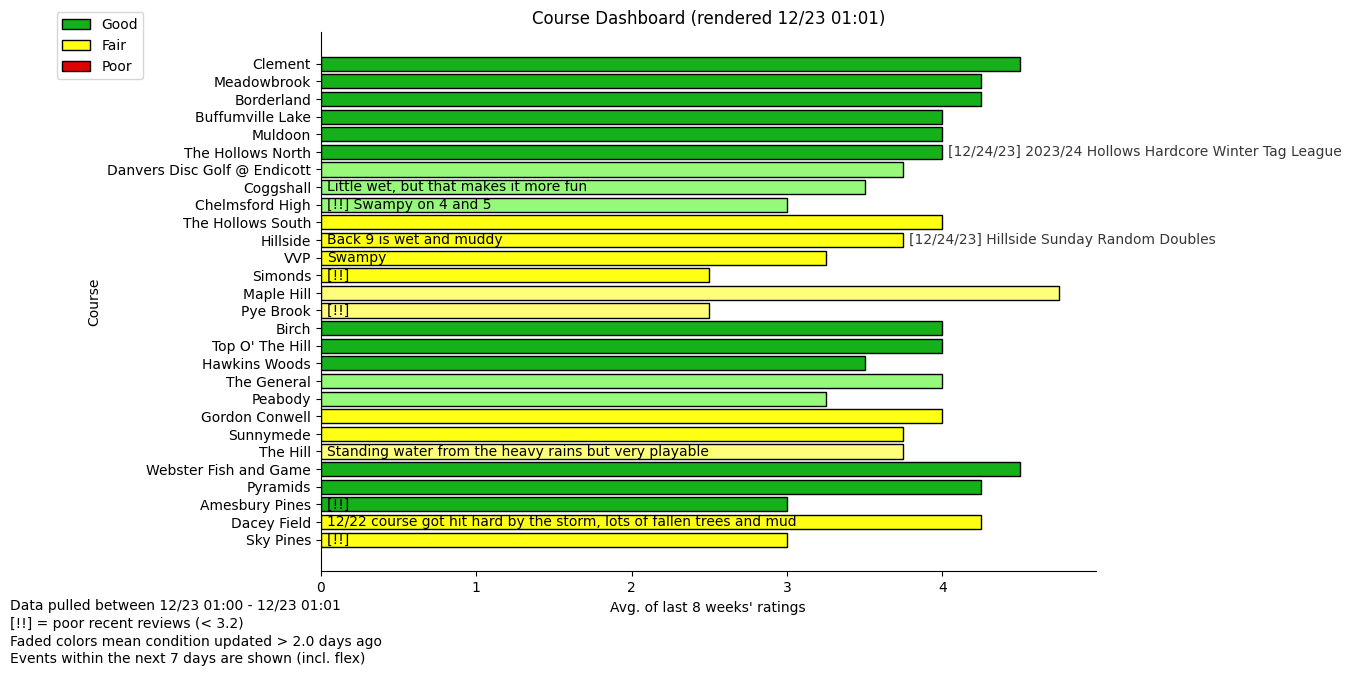 Course Dashboard (rendered 12/23 01:01)
Good
Fair
Poor
Course
Clement
Meadowbrook
Borderland
Buffumville Lake
Muldoon
The Hollows North [12/24/23] 2023/24 Hollows Hardcore Winter Tag League
Danvers Disc Golf @ Endicott
Coggshall Little wet, but that makes it more fun
Chelmsford High [!!] Swampy on 4 and 5
The Hollows South
Hillside Back 9 is wet and muddy [12/24/23] Hillside Sunday Random Doubles
VVP Swampy
Simonds [!!]
Maple Hill
Pye Brook [!!]
Birch
Top O' The Hill
Hawkins Woods
The General
Peabody
Gordon Conwell
Sunnymede
The Hill Standing water from the heavy rains but very playable
Webster Fish and Game
Pyramids
Amesbury Pines [!!]
Dacey Field 12/22 course got hit hard by the storm, lots of fallen trees and mud
Sky Pines [!!]
0 1 2 3 4
Avg. of last 8 weeks' ratings
Data pulled between 12/23 01:00 - 12/23 01:01
[!!] = poor recent reviews (< 3.2)
Faded colors mean condition updated > 2.0 days ago
Events within the next 7 days are shown (incl. flex)